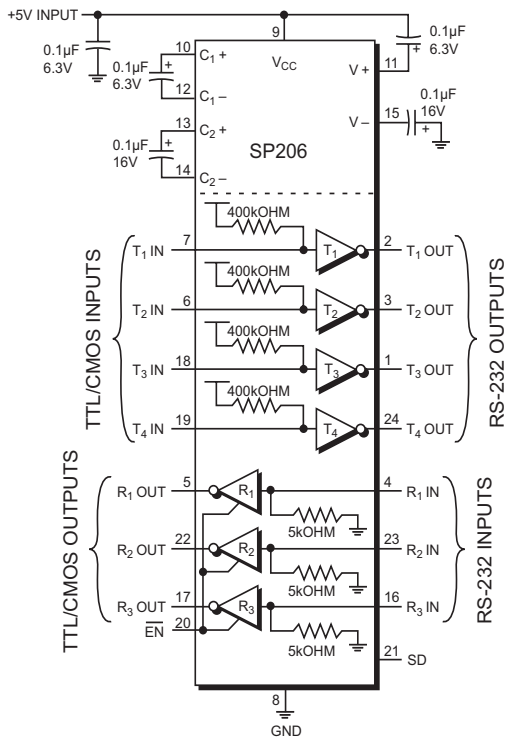 +5V INPUT
0.1µF
6.3V
9
VCC
0.1µF
6.3V
+
11
V +
10
C1 +
+
0.1µF
6.3V
12
C1 –
13
C2 +
+
0.1µF
16V
14
C2 –
0.1µF
16V
15
V –
+
SP206
400kOHM
7
T1 IN
T1
2
T1 OUT
400kOHM
6
T2 IN
T2
3
T2 OUT
400kOHM
18
T3 IN
T3
1
T3 OUT
400kOHM
19
T4 IN
T4
24
T4 OUT
TTL/CMOS INPUTS
RS-232 OUTPUTS
R1 OUT
5
R1
4
R1 IN
5kOHM
R2 OUT
22
R2
23
R2 IN
5kOHM
R3 OUT
17
R3
16
R3 IN
5kOHM
E̅N̅
20
21
SD
TTL/CMOS OUTPUTS
RS-232 INPUTS
8
GND